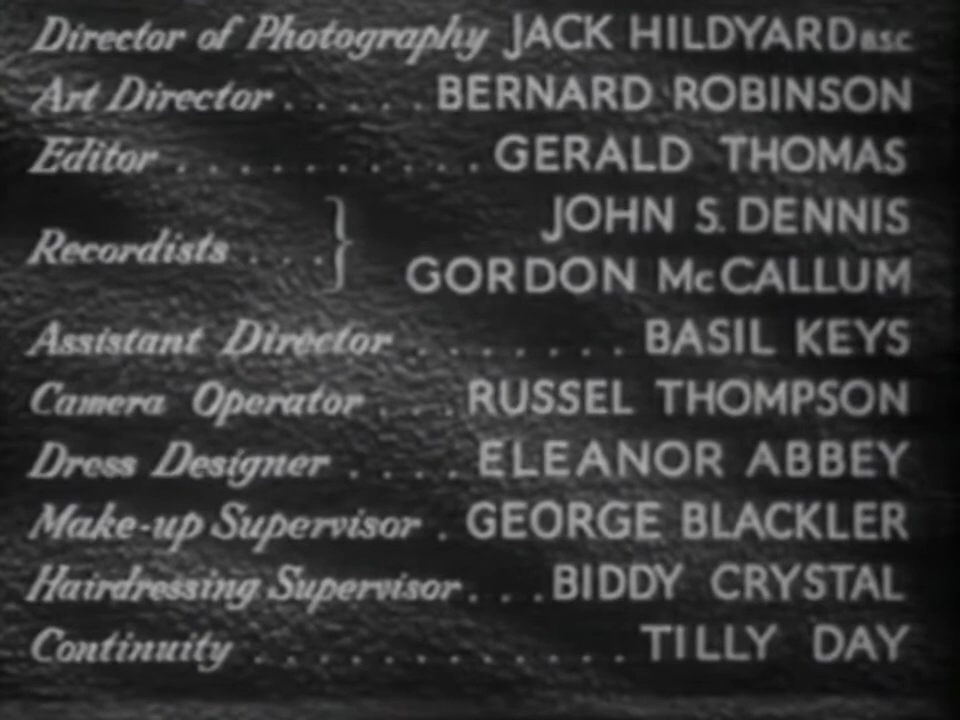 Director of Photography JACK HILDYARD B.S.C.
Art Director . . . . . BERNARD ROBINSON
Editor . . . . . . . . . . . GERALD THOMAS
Recordists . . . } JOHN S. DENNIS
GORDON McCALLUM
Assistant Director . . . . . . . BASIL KEYS
Camera Operator . . . . RUSSEL THOMPSON
Dress Designer . . . . . ELEANOR ABBEY
Make-up Supervisor . GEORGE BLACKLER
Hairdressing Supervisor . . . BIDDY CRYSTAL
Continuity . . . . . . . . . . . . . TILLY DAY